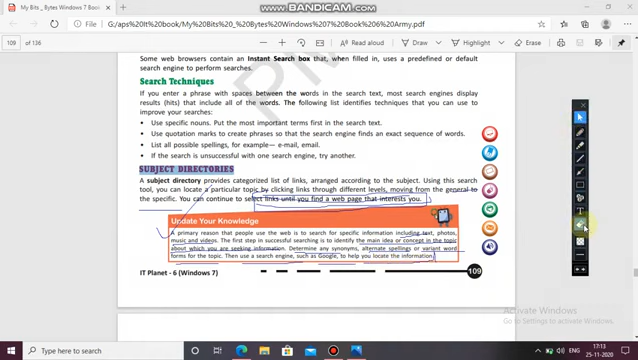 WWW.BANDICAM.COM
G:/aps It book/My%20Bits%20_%20Bytes%20Windows%207%20Book%206%20Army.pdf
109 of 136
Read aloud
Draw
Highlight
Erase
Some web browsers contain an Instant Search box that, when filled in, uses a predefined or default
search engine to perform searches.
Search Techniques
If you enter a phrase with spaces between the words in the search text, most search engines display
results (hits) that include all of the words. The following list identifies techniques that you can use to
improve your searches:
• Use specific nouns. Put the most important terms first in the search text.
• Use quotation marks to create phrases so that the search engine finds an exact sequence of words.
• List all possible spellings, for example— e-mail, email.
• If the search is unsuccessful with one search engine, try another.
SUBJECT DIRECTORIES
A subject directory provides categorized list of links, arranged according to the subject. Using this search
tool, you can locate a particular topic by clicking links through different levels, moving from the general to
the specific. You can continue to select links until you find a web page that interests you.
Update Your Knowledge
A primary reason that people use the web is to search for specific information including text, photos,
music and videos. The first step in successful searching is to identify the main idea or concept in the topic
about which you are seeking information. Determine any synonyms, alternate spellings or variant word
forms for the topic. Then use a search engine, such as Google, to help you locate the information.
IT Planet - 6 (Windows 7)
109
Activate Windows
Go to Settings to activate Windows.
Type here to search
ENG
17:13
25-11-2020